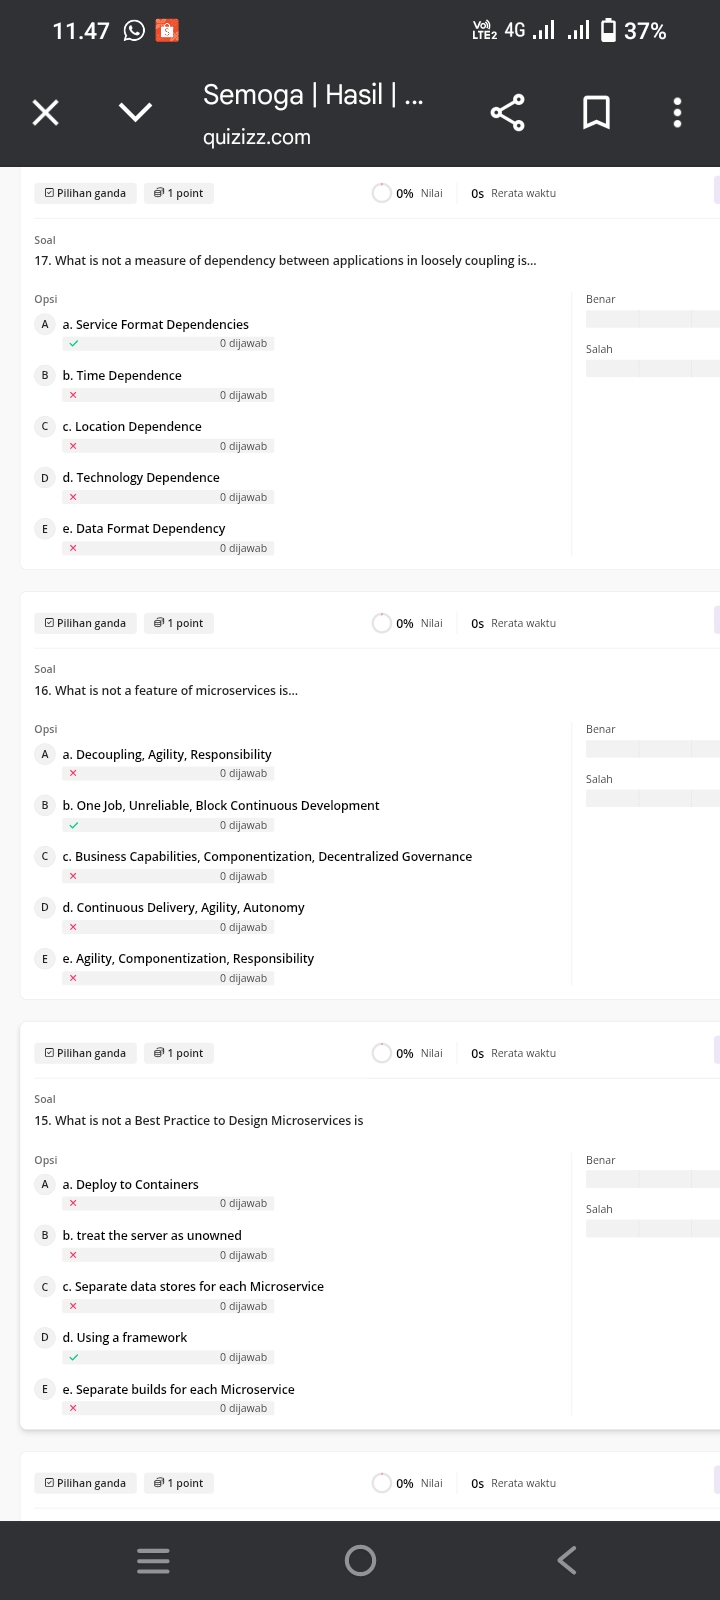 11.47 Vo) LTE2 4G 37%
Semoga | Hasil | ...
quizizz.com
Pilihan ganda 1 point 0% Nilai 0s Rerata waktu
Soal
17. What is not a measure of dependency between applications in loosely coupling is...
Opsi Benar
A a. Service Format Dependencies
0 dijawab
Salah
B b. Time Dependence
0 dijawab
C c. Location Dependence
0 dijawab
D d. Technology Dependence
0 dijawab
E e. Data Format Dependency
0 dijawab
Pilihan ganda 1 point 0% Nilai 0s Rerata waktu
Soal
16. What is not a feature of microservices is...
Opsi Benar
A a. Decoupling, Agility, Responsibility
0 dijawab
Salah
B b. One Job, Unreliable, Block Continuous Development
0 dijawab
C c. Business Capabilities, Componentization, Decentralized Governance
0 dijawab
D d. Continuous Delivery, Agility, Autonomy
0 dijawab
E e. Agility, Componentization, Responsibility
0 dijawab
Pilihan ganda 1 point 0% Nilai 0s Rerata waktu
Soal
15. What is not a Best Practice to Design Microservices is
Opsi Benar
A a. Deploy to Containers
0 dijawab
Salah
B b. treat the server as unowned
0 dijawab
C c. Separate data stores for each Microservice
0 dijawab
D d. Using a framework
0 dijawab
E e. Separate builds for each Microservice
0 dijawab
Pilihan ganda 1 point 0% Nilai 0s Rerata waktu